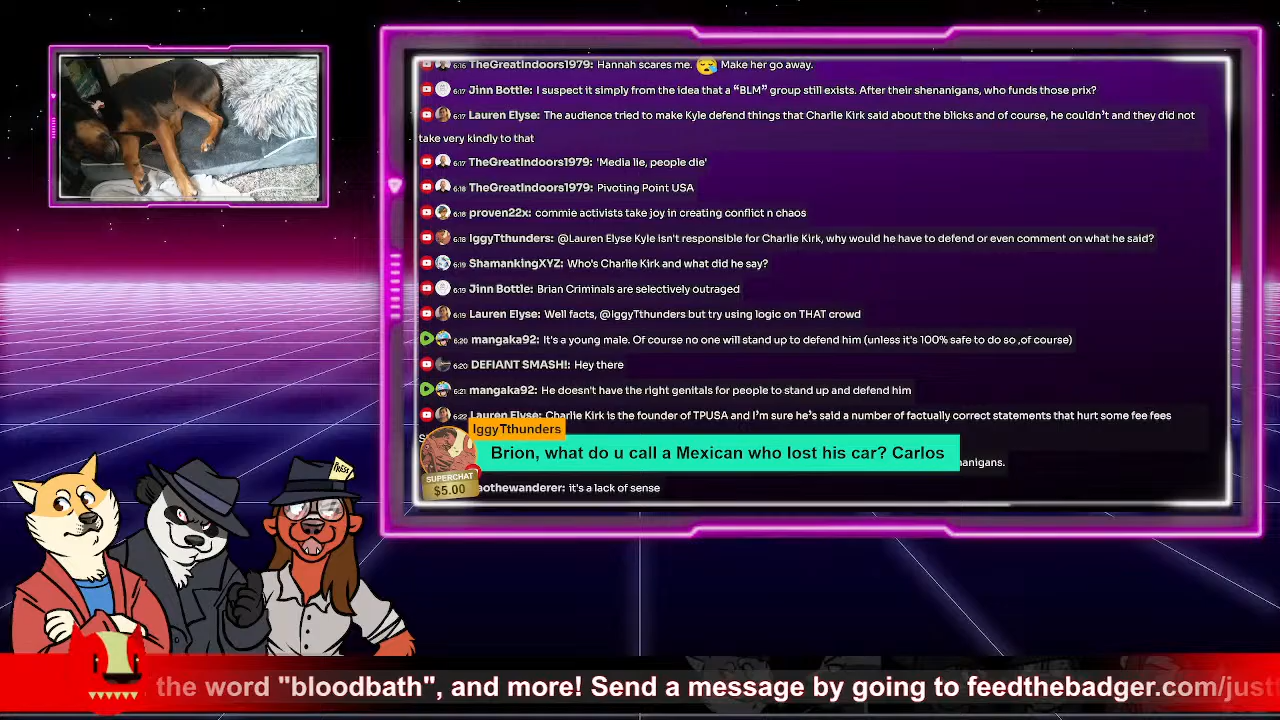 6:16 TheGreatIndoors1979: Hannah scares me. 😪 Make her go away.
6:17 Jinn Bottle: I suspect it simply from the idea that a “BLM” group still exists. After their shenanigans, who funds those prix?
6:17 Lauren Elyse: The audience tried to make Kyle defend things that Charlie Kirk said about the blicks and of course, he couldn’t and they did not
take very kindly to that
6:17 TheGreatIndoors1979: 'Media lie, people die'
6:18 TheGreatIndoors1979: Pivoting Point USA
6:18 proven22x: commie activists take joy in creating conflict n chaos
6:18 IggyTthunders: @Lauren Elyse Kyle isn't responsible for Charlie Kirk, why would he have to defend or even comment on what he said?
6:19 ShamankingXYZ: Who's Charlie Kirk and what did he say?
6:19 Jinn Bottle: Brian Criminals are selectively outraged
6:19 Lauren Elyse: Well facts, @IggyTthunders but try using logic on THAT crowd
6:20 mangaka92: It's a young male. Of course no one will stand up to defend him (unless it's 100% safe to do so ,of course)
6:20 DEFIANT SMASH!: Hey there
6:21 mangaka92: He doesn't have the right genitals for people to stand up and defend him
6:22 Lauren Elyse: Charlie Kirk is the founder of TPUSA and I’m sure he’s said a number of factually correct statements that hurt some fee fees
IggyTthunders
Brion, what do u call a Mexican who lost his car? Carlos
nanigans.
SUPERCHAT
$5.00
aothewanderer: it's a lack of sense
PRESS
the word "bloodbath", and more! Send a message by going to feedthebadger.com/just